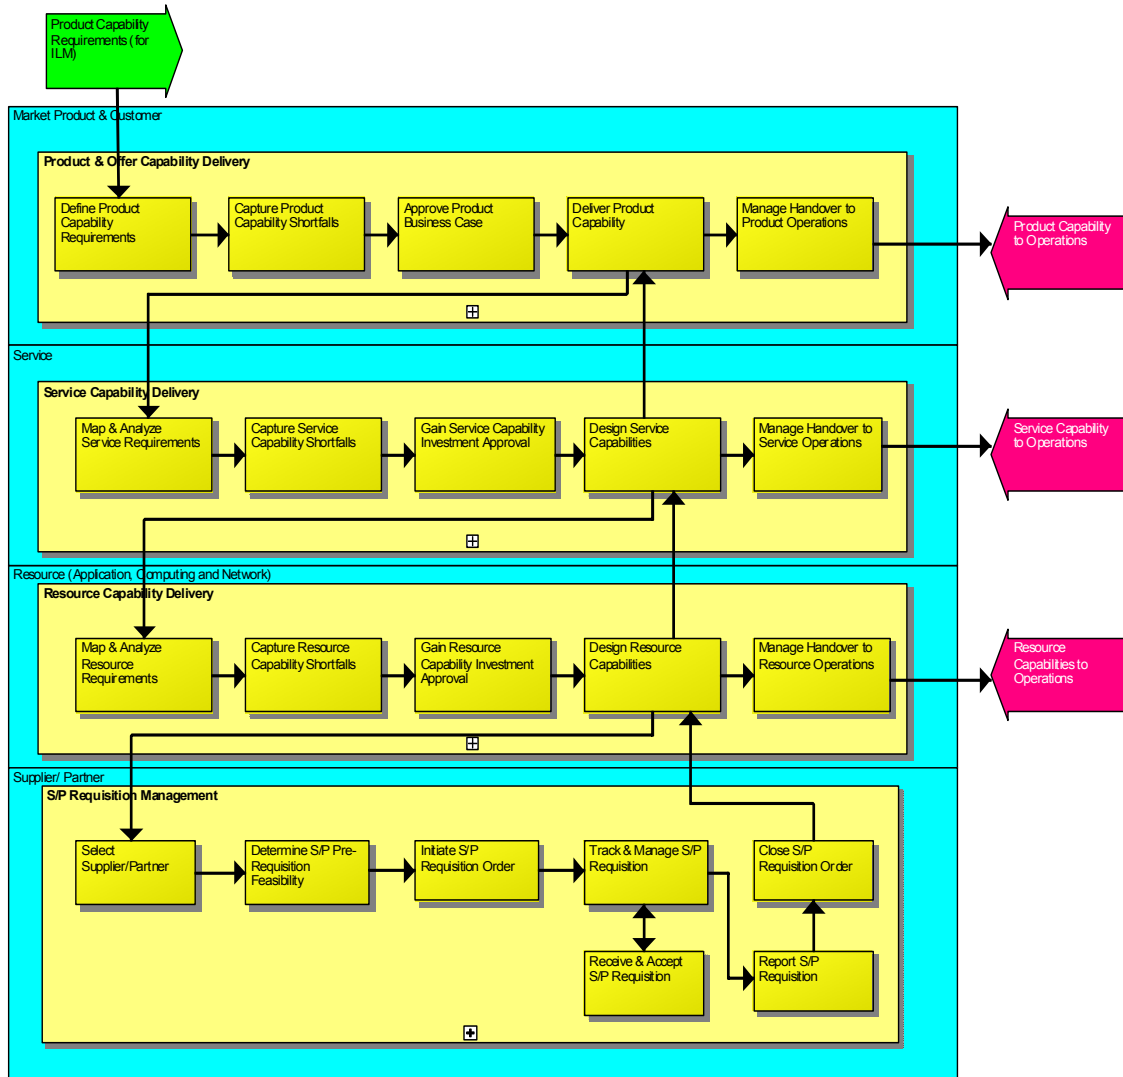 Product Capability
Requirements (for
ILM)
Market Product & Customer
Product & Offer Capability Delivery
Define Product
Capability
Requirements
Capture Product
Capability Shortfalls
Approve Product
Business Case
Deliver Product
Capability
Manage Handover to
Product Operations
Product Capability
to Operations
Service
Service Capability Delivery
Map & Analyze
Service Requirements
Capture Service
Capability Shortfalls
Gain Service Capability
Investment Approval
Design Service
Capabilities
Manage Handover to
Service Operations
Service Capability
to Operations
Resource (Application, Computing and Network)
Resource Capability Delivery
Map & Analyze
Resource
Requirements
Capture Resource
Capability Shortfalls
Gain Resource
Capability Investment
Approval
Design Resource
Capabilities
Manage Handover to
Resource Operations
Resource
Capabilities to
Operations
Supplier/ Partner
S/P Requisition Management
Select
Supplier/Partner
Determine S/P Pre-
Requisition
Feasibility
Initiate S/P
Requisition Order
Track & Manage S/P
Requisition
Close S/P
Requisition Order
Receive & Accept
S/P Requisition
Report S/P
Requisition